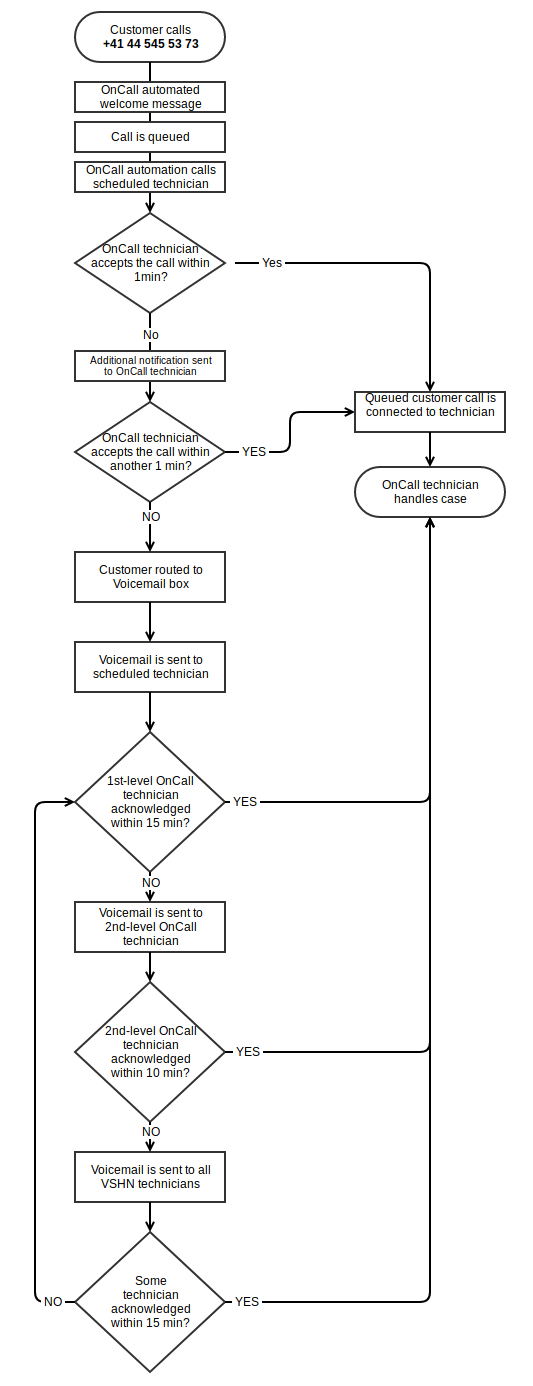 Customer calls
+41 44 545 53 73
OnCall automated
welcome message
Call is queued
OnCall automation calls
scheduled technician
OnCall technician
accepts the call within
1min?
Yes
No
Additional notification sent
to OnCall technician
Queued customer call is
connected to technician
OnCall technician
accepts the call within
another 1 min?
YES
OnCall technician
handles case
NO
Customer routed to
Voicemail box
Voicemail is sent to
scheduled technician
1st-level OnCall
technician
acknowledged
within 15 min?
YES
NO
Voicemail is sent to
2nd-level OnCall
technician
2nd-level OnCall
technician
acknowledged
within 10 min?
YES
NO
Voicemail is sent to all
VSHN technicians
Some
technician
acknowledged
within 15 min?
NO
YES